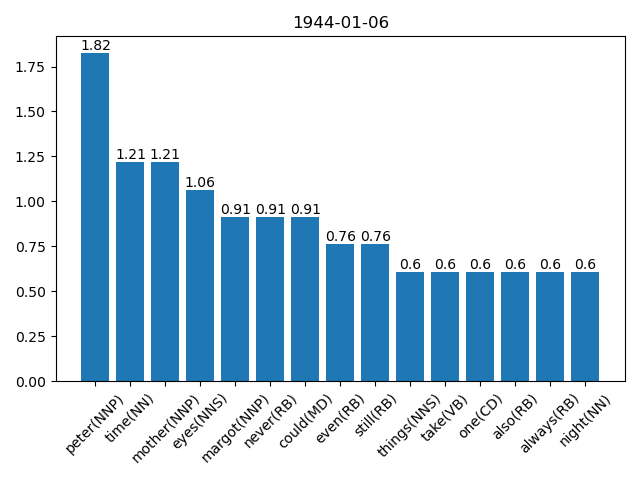 1944-01-06
1.82
1.21 1.21
1.06
0.91 0.91 0.91
0.76 0.76
0.6 0.6 0.6 0.6 0.6 0.6
1.75
1.50
1.25
1.00
0.75
0.50
0.25
0.00
peter(NNP)
time(NN)
mother(NNP)
eyes(NNS)
margot(NNP)
never(RB)
could(MD)
even(RB)
still(RB)
things(NNS)
take(VB)
one(CD)
also(RB)
always(RB)
night(NN)